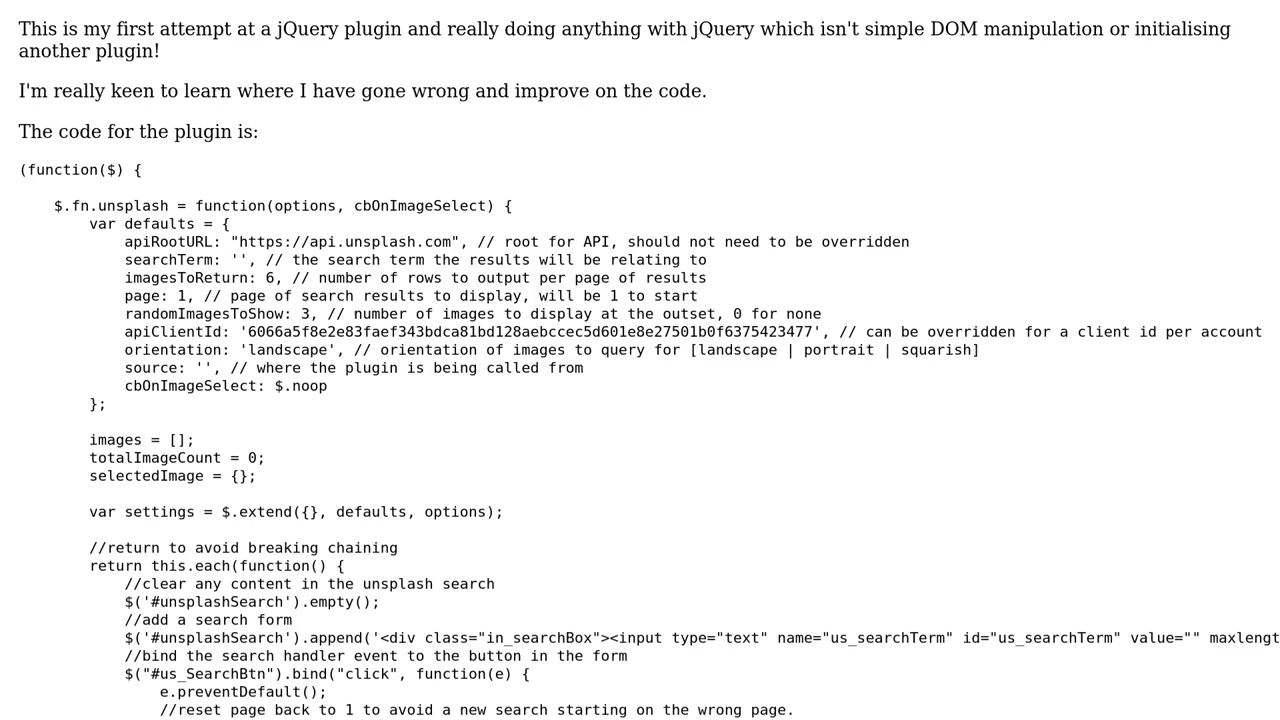 This is my first attempt at a jQuery plugin and really doing anything with jQuery which isn't simple DOM manipulation or initialising
another plugin!
I'm really keen to learn where I have gone wrong and improve on the code.
The code for the plugin is:
(function($) {
$.fn.unsplash = function(options, cbOnImageSelect) {
var defaults = {
apiRootURL: "https://api.unsplash.com", // root for API, should not need to be overridden
searchTerm: '', // the search term the results will be relating to
imagesToReturn: 6, // number of rows to output per page of results
page: 1, // page of search results to display, will be 1 to start
randomImagesToShow: 3, // number of images to display at the outset, 0 for none
apiClientId: '6066a5f8e2e83faef343bdca81bd128aebccec5d601e8e27501b0f6375423477', // can be overridden for a client id per account
orientation: 'landscape', // orientation of images to query for [landscape | portrait | squarish]
source: '', // where the plugin is being called from
cbOnImageSelect: $.noop
};
images = [];
totalImageCount = 0;
selectedImage = {};
var settings = $.extend({}, defaults, options);
//return to avoid breaking chaining
return this.each(function() {
//clear any content in the unsplash search
$('#unsplashSearch').empty();
//add a search form
$('#unsplashSearch').append('<div class="in_searchBox"><input type="text" name="us_searchTerm" id="us_searchTerm" value="" maxlengt
//bind the search handler event to the button in the form
$("#us_SearchBtn").bind("click", function(e) {
e.preventDefault();
//reset page back to 1 to avoid a new search starting on the wrong page.